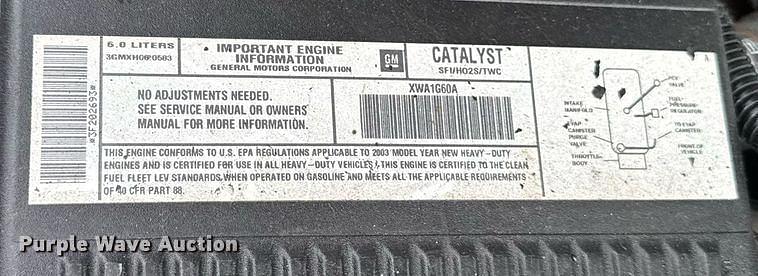 6.0 LITERS
3GMXH06.0583
IMPORTANT ENGINE
INFORMATION
GENERAL MOTORS CORPORATION
GM
CATALYST
SFI/HO2S/TWC
A
*3F202693*
NO ADJUSTMENTS NEEDED.
SEE SERVICE MANUAL OR OWNERS
MANUAL FOR MORE INFORMATION.
XWA1G60A
THIS ENGINE CONFORMS TO U.S. EPA REGULATIONS APPLICABLE TO 2003 MODEL YEAR NEW HEAVY-DUTY
ENGINES AND IS CERTIFIED FOR USE IN ALL HEAVY-DUTY VEHICLES. THIS ENGINE IS CERTIFIED TO THE CLEAN
FUEL FLEET LEV STANDARDS WHEN OPERATED ON GASOLINE AND MEETS ALL THE APPLICABLE REQUIREMENTS
OF 40 CFR PART 88.
PCV
VALVE
INTAKE
MANIFOLD
FUEL
PRESSURE
REGULATOR
EVAP
CANISTER
PURGE
VALVE
TO EVAP
CANISTER
THROTTLE
BODY
FRONT OF
VEHICLE
Purple Wave Auction